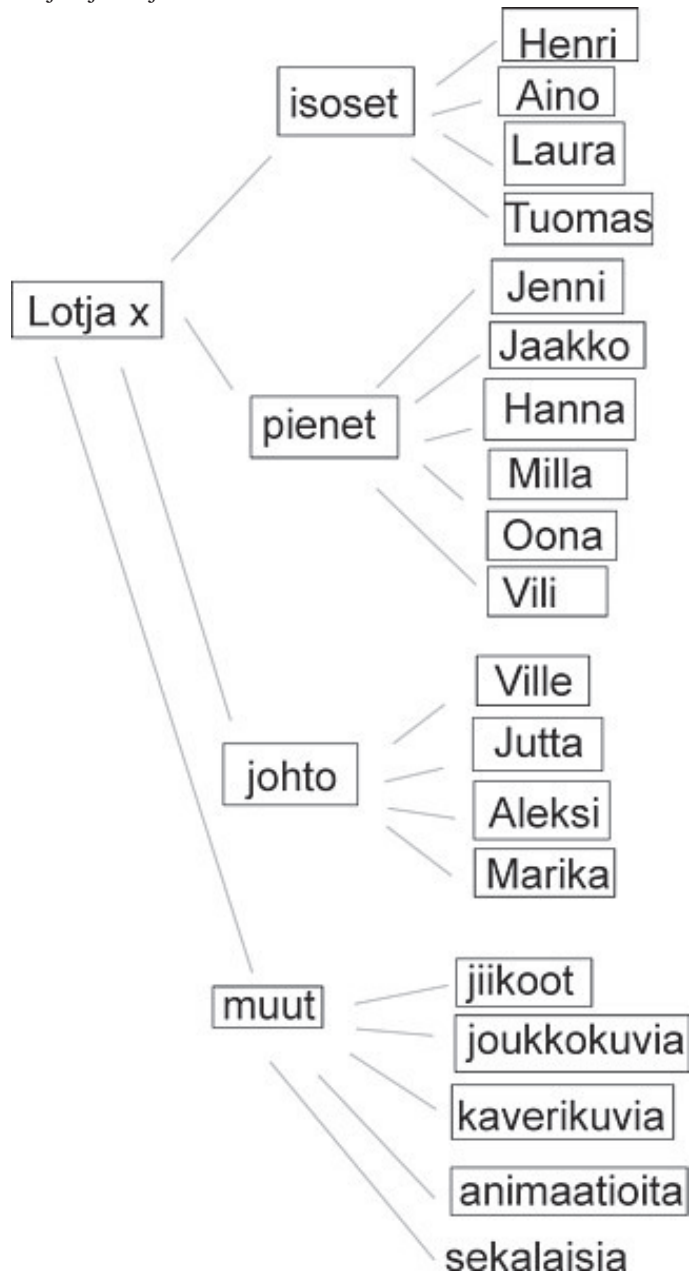 Lotja x
isoset
Henri
Aino
Laura
Tuomas
pienet
Jenni
Jaakko
Hanna
Milla
Oona
Vili
johto
Ville
Jutta
Aleksi
Marika
muut
jiikoot
joukkokuvia
kaverikuvia
animaatioita
sekalaisia